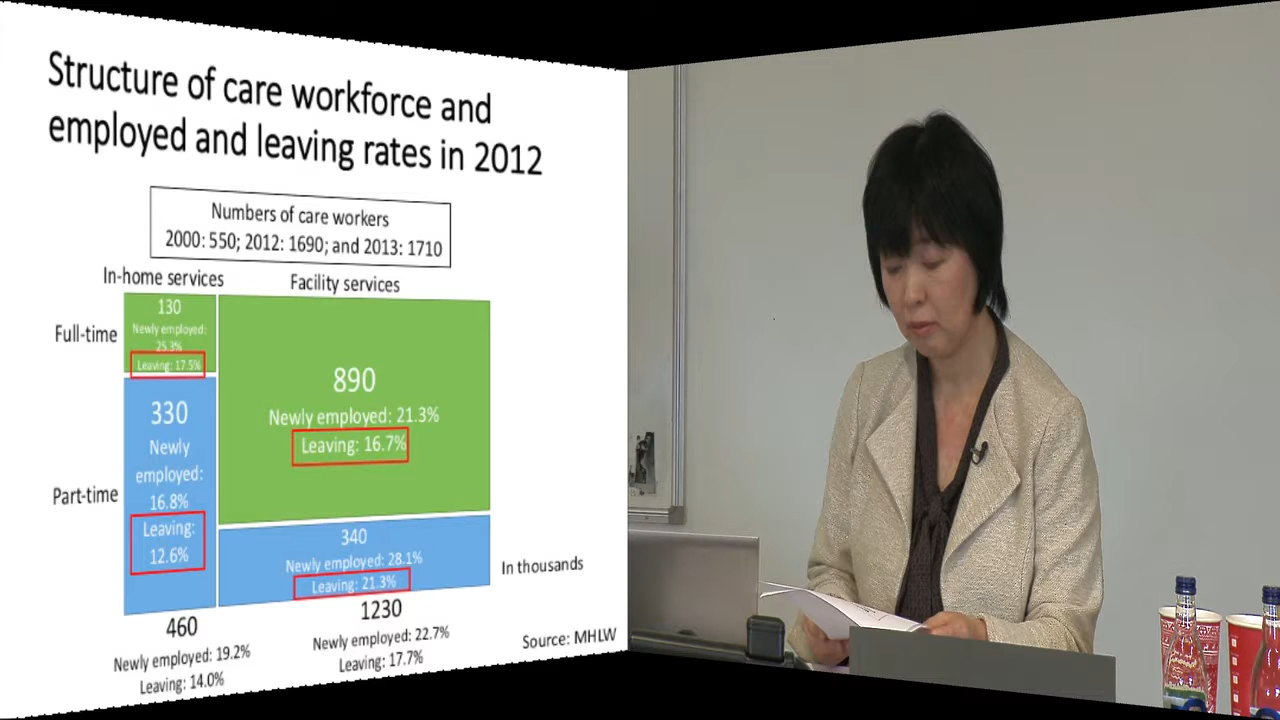 Structure of care workforce and
employed and leaving rates in 2012
Numbers of care workers
2000: 550; 2012: 1690; and 2013: 1710
In-home services
Facility services
Full-time
130
Newly employed:
25.3%
Leaving: 17.5%
890
Newly employed: 21.3%
Leaving: 16.7%
Part-time
330
Newly
employed:
16.8%
Leaving:
12.6%
340
Newly employed: 28.1%
Leaving: 21.3%
In thousands
460
Newly employed: 19.2%
Leaving: 14.0%
1230
Newly employed: 22.7%
Leaving: 17.7%
Source: MHLW